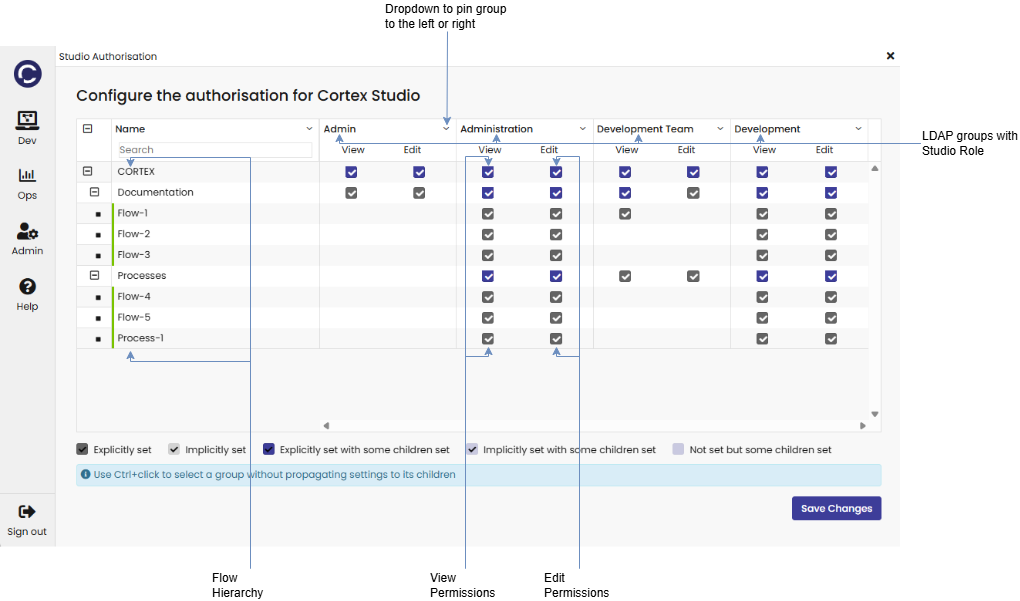 Dropdown to pin group
to the left or right
Studio Authorisation
Configure the authorisation for Cortex Studio
Name Admin Administration Development Team Development
Search View Edit View Edit View Edit View Edit
LDAP groups with
Studio Role
CORTEX
Documentation
Flow-1
Flow-2
Flow-3
Processes
Flow-4
Flow-5
Process-1
Dev
Ops
Admin
Help
Explicitly set Implicitly set Explicitly set with some children set Implicitly set with some children set Not set but some children set
Use Ctrl+click to select a group without propagating settings to its children
Save Changes
Sign out
Flow
Hierarchy
View
Permissions
Edit
Permissions